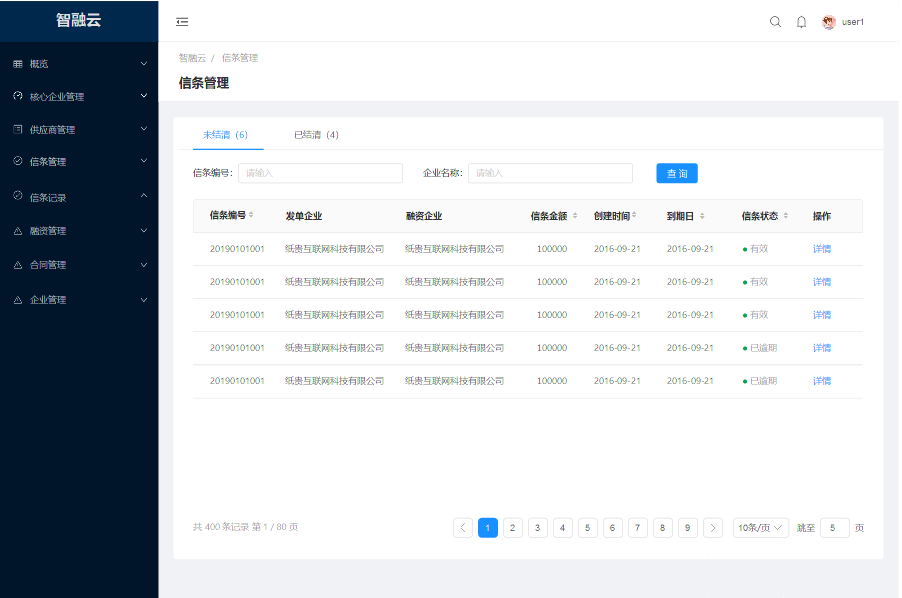 智融云
user1
概览
核心企业管理
供应商管理
信条管理
信条记录
融资管理
合同管理
企业管理
智融云 / 信条管理
信条管理
未结清（6） 已结清（4）
信条编号: 请输入 企业名称: 请输入 查 询
信条编号 发单企业 融资企业 信条金额 创建时间 到期日 信条状态 操作
20190101001 纸贵互联网科技有限公司 纸贵互联网科技有限公司 100000 2016-09-21 2016-09-21 有效 详情
20190101001 纸贵互联网科技有限公司 纸贵互联网科技有限公司 100000 2016-09-21 2016-09-21 有效 详情
20190101001 纸贵互联网科技有限公司 纸贵互联网科技有限公司 100000 2016-09-21 2016-09-21 有效 详情
20190101001 纸贵互联网科技有限公司 纸贵互联网科技有限公司 100000 2016-09-21 2016-09-21 已逾期 详情
20190101001 纸贵互联网科技有限公司 纸贵互联网科技有限公司 100000 2016-09-21 2016-09-21 已逾期 详情
共 400 条记录 第 1 / 80 页 1 2 3 4 5 6 7 8 9 10条/页 跳至 5 页